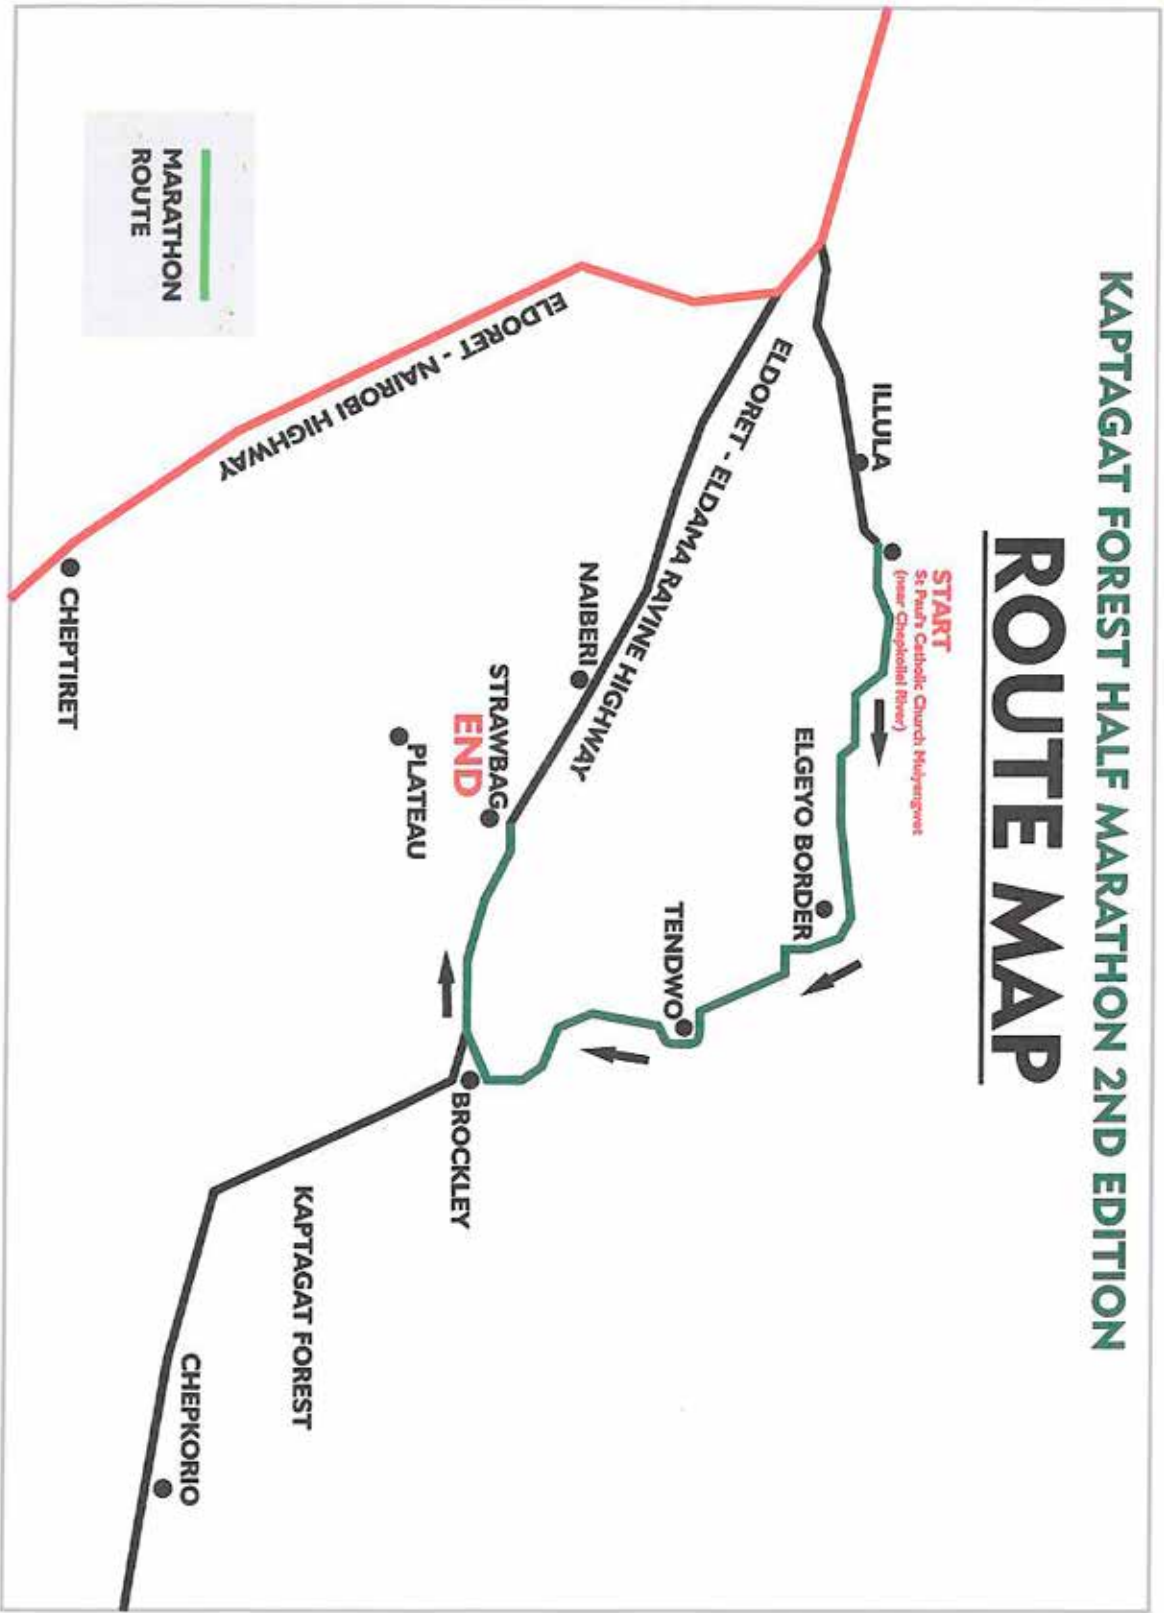 KAPTAGAT FOREST HALF MARATHON 2ND EDITION
ROUTE MAP
START
St Paul's Catholic Church Muiyengwet
(near Chepkoilel River)
ILLULA
ELGEYO BORDER
ELDORET - ELDAMA RAVINE HIGHWAY
TENDWO
NAIBERI
STRAWBAG
END
ELDORET - NAIROBI HIGHWAY
PLATEAU
BROCKLEY
KAPTAGAT FOREST
MARATHON
ROUTE
CHEPKORIO
CHEPTIRET